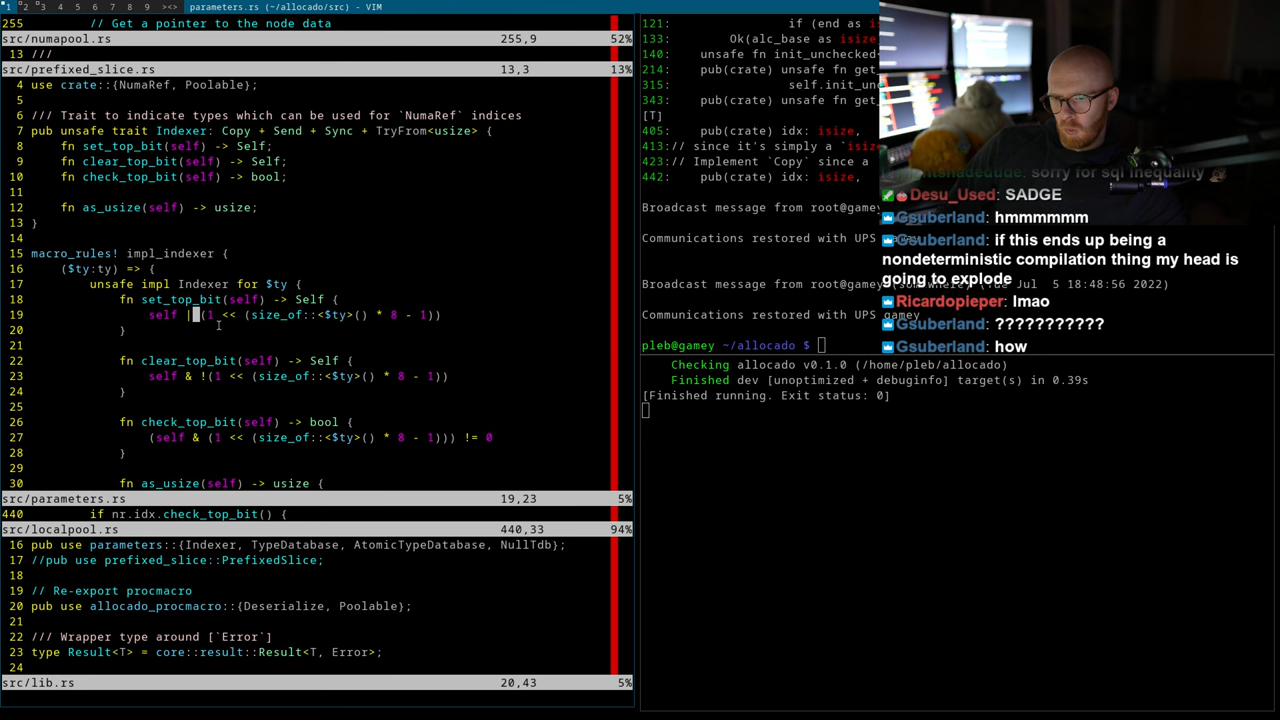 1 2 3 4 5 6 7 8 9 ><> parameters.rs (~/allocado/src) - VIM
255         // Get a pointer to the node data
src/numapool.rs 255,9 52%
13 ///
src/prefixed_slice.rs 13,3 13%
4 use crate::{NumaRef, Poolable};
5
6 /// Trait to indicate types which can be used for `NumaRef` indices
7 pub unsafe trait Indexer: Copy + Send + Sync + TryFrom<usize> {
8     fn set_top_bit(self) -> Self;
9     fn clear_top_bit(self) -> Self;
10     fn check_top_bit(self) -> bool;
11
12     fn as_usize(self) -> usize;
13 }
14
15 macro_rules! impl_indexer {
16     ($ty:ty) => {
17         unsafe impl Indexer for $ty {
18             fn set_top_bit(self) -> Self {
19                 self | (1 << (size_of::<$ty>() * 8 - 1))
20             }
21
22             fn clear_top_bit(self) -> Self {
23                 self & !(1 << (size_of::<$ty>() * 8 - 1))
24             }
25
26             fn check_top_bit(self) -> bool {
27                 (self & (1 << (size_of::<$ty>() * 8 - 1))) != 0
28             }
29
30             fn as_usize(self) -> usize {
src/parameters.rs 19,23 5%
440         if nr.idx.check_top_bit() {
src/localpool.rs 440,33 94%
16 pub use parameters::{Indexer, TypeDatabase, AtomicTypeDatabase, NullTdb};
17 //pub use prefixed_slice::PrefixedSlice;
18
19 // Re-export procmacro
20 pub use allocado_procmacro::{Deserialize, Poolable};
21
22 /// Wrapper type around [`Error`]
23 type Result<T> = core::result::Result<T, Error>;
24
src/lib.rs 20,43 5%
121:                if (end as i
133:        Ok(alc_base as isize
140:    unsafe fn init_unchecked
214:    pub(crate) unsafe fn get_
315:        self.init_un
343:    pub(crate) unsafe fn get_
[T]
405:    pub(crate) idx: isize,
413:// since it's simply a `isiz
423:// Implement `Copy` since a
442:    pub(crate) idx: isize,
Broadcast message from root@gamey
Communications restored with UPS gamey
Broadcast message from root@gamey (somewhere) (Tue Jul  5 18:48:56 2022)
Communications restored with UPS gamey
pleb@gamey ~/allocado $
Checking allocado v0.1.0 (/home/pleb/allocado)
Finished dev [unoptimized + debuginfo] target(s) in 0.39s
[Finished running. Exit status: 0]
sorry for sql inequality
Desu_Used: SADGE
Gsuberland: hmmmmmm
Gsuberland: if this ends up being a
nondeterministic compilation thing my head is
going to explode
Ricardopieper: lmao
Gsuberland: ???????????
Gsuberland: how